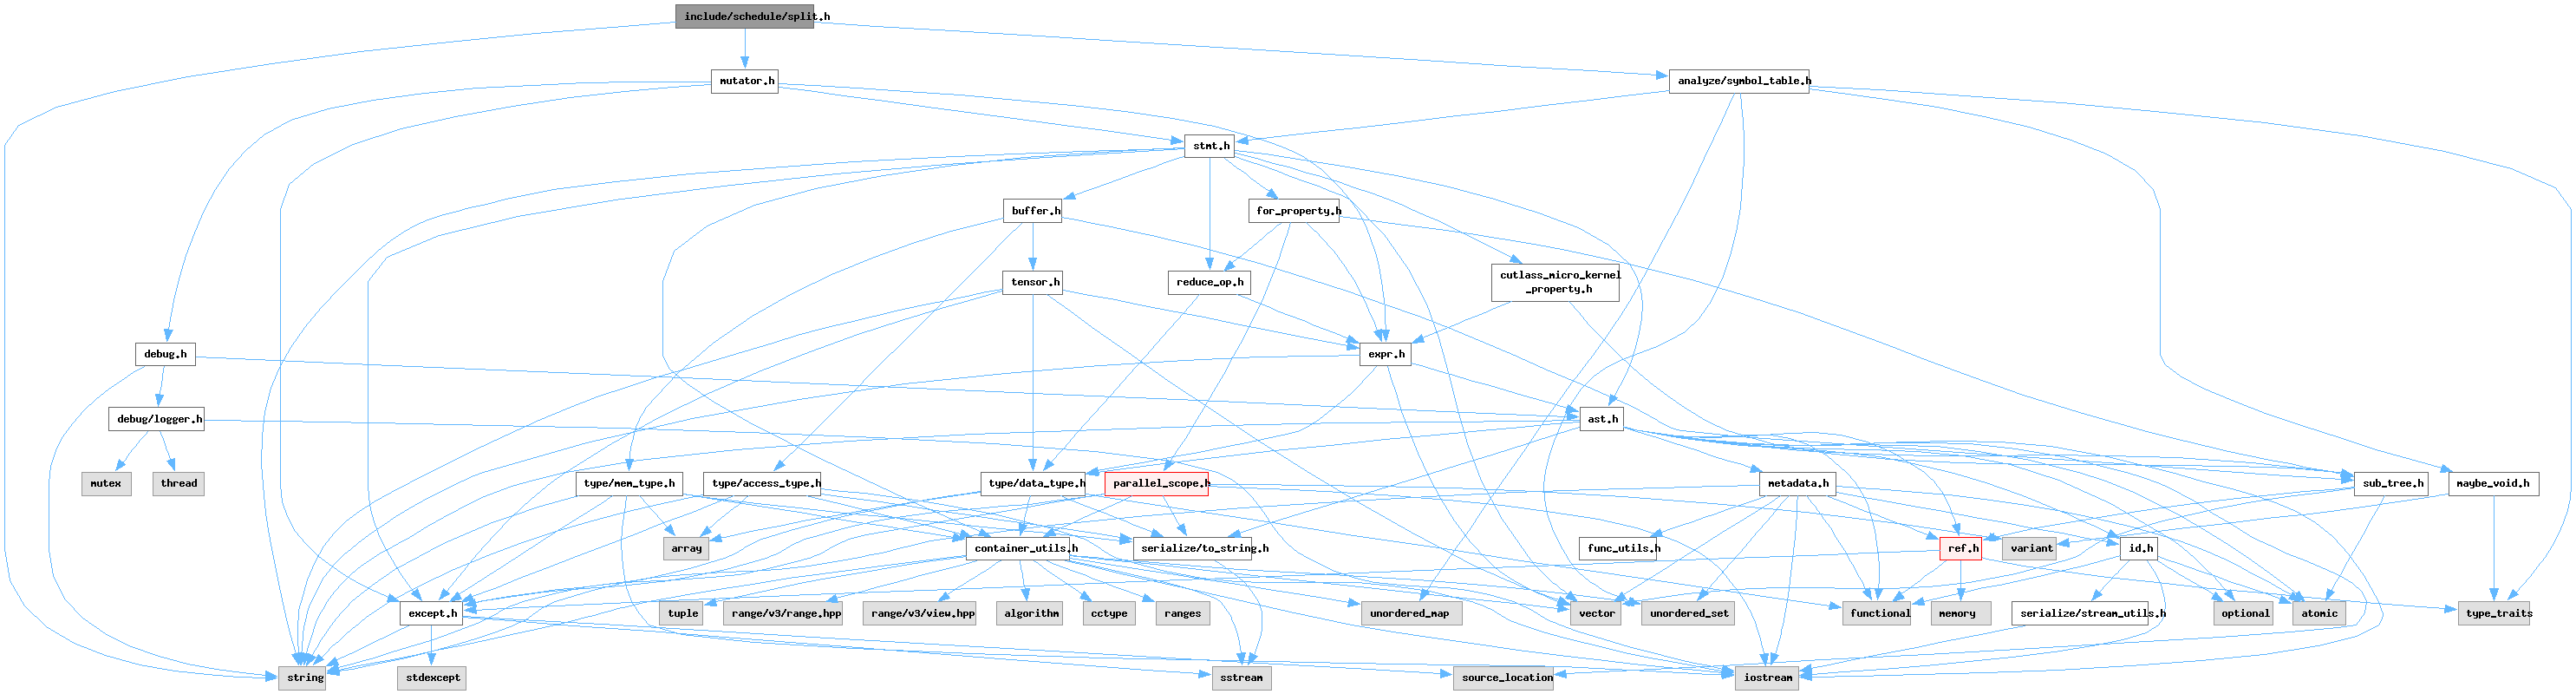 include/schedule/split.h
mutator.h
analyze/symbol_table.h
stmt.h
buffer.h
for_property.h
tensor.h
reduce_op.h
cutlass_micro_kernel
_property.h
debug.h
expr.h
debug/logger.h
ast.h
mutex
thread
type/mem_type.h
type/access_type.h
type/data_type.h
parallel_scope.h
metadata.h
sub_tree.h
maybe_void.h
array
container_utils.h
serialize/to_string.h
func_utils.h
ref.h
variant
id.h
except.h
tuple
range/v3/range.hpp
range/v3/view.hpp
algorithm
cctype
ranges
unordered_map
vector
unordered_set
functional
memory
serialize/stream_utils.h
optional
atomic
type_traits
string
stdexcept
sstream
source_location
iostream